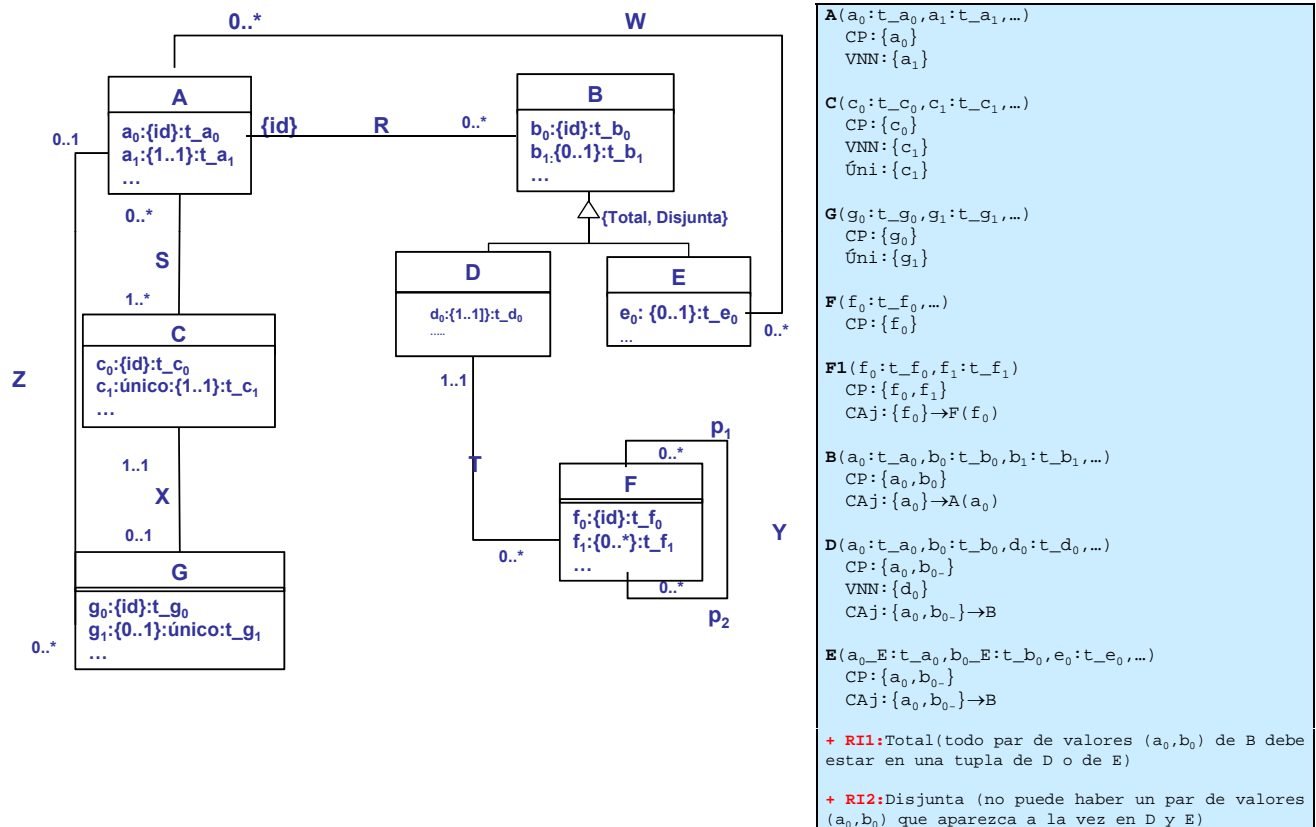 0..*
W
A
a₀:{id}:t_a₀
a₁:{1..1}:t_a₁
…
{id}
R
0..*
B
b₀:{id}:t_b₀
b₁:{0..1}:t_b₁
…
0..1
{Total, Disjunta}
0..*
S
1..*
D
d₀:{1..1]}:t_d₀
.....
E
e₀: {0..1}:t_e₀
…
0..*
C
c₀:{id}:t_c₀
c₁:único:{1..1}:t_c₁
…
Z
1..1
1..1
X
0..1
T
p₁
0..*
F
f₀:{id}:t_f₀
f₁:{0..*}:t_f₁
…
0..*
0..*
p₂
Y
G
g₀:{id}:t_g₀
g₁:{0..1}:único:t_g₁
…
0..*
A(a₀:t_a₀,a₁:t_a₁,…)
CP:{a₀}
VNN:{a₁}
C(c₀:t_c₀,c₁:t_c₁,…)
CP:{c₀}
VNN:{c₁}
Úni:{c₁}
G(g₀:t_g₀,g₁:t_g₁,…)
CP:{g₀}
Úni:{g₁}
F(f₀:t_f₀,…)
CP:{f₀}
F1(f₀:t_f₀,f₁:t_f₁)
CP:{f₀,f₁}
CAj:{f₀}→F(f₀)
B(a₀:t_a₀,b₀:t_b₀,b₁:t_b₁,…)
CP:{a₀,b₀}
CAj:{a₀}→A(a₀)
D(a₀:t_a₀,b₀:t_b₀,d₀:t_d₀,…)
CP:{a₀,b₀₋}
VNN:{d₀}
CAj:{a₀,b₀₋}→B
E(a₀_E:t_a₀,b₀_E:t_b₀,e₀:t_e₀,…)
CP:{a₀,b₀₋}
CAj:{a₀,b₀₋}→B
+ RI1:Total(todo par de valores (a₀,b₀) de B debe
estar en una tupla de D o de E)
+ RI2:Disjunta (no puede haber un par de valores
(a₀,b₀) que aparezca a la vez en D y E)